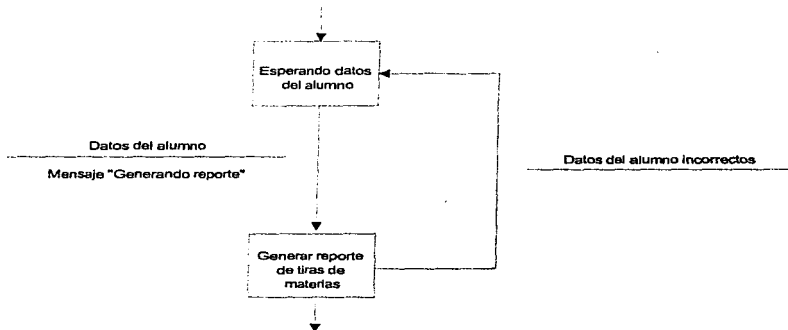 Esperando datos
del alumno
Datos del alumno
Mensaje "Generando reporte"
Datos del alumno incorrectos
Generar reporte
de tiras de
materias